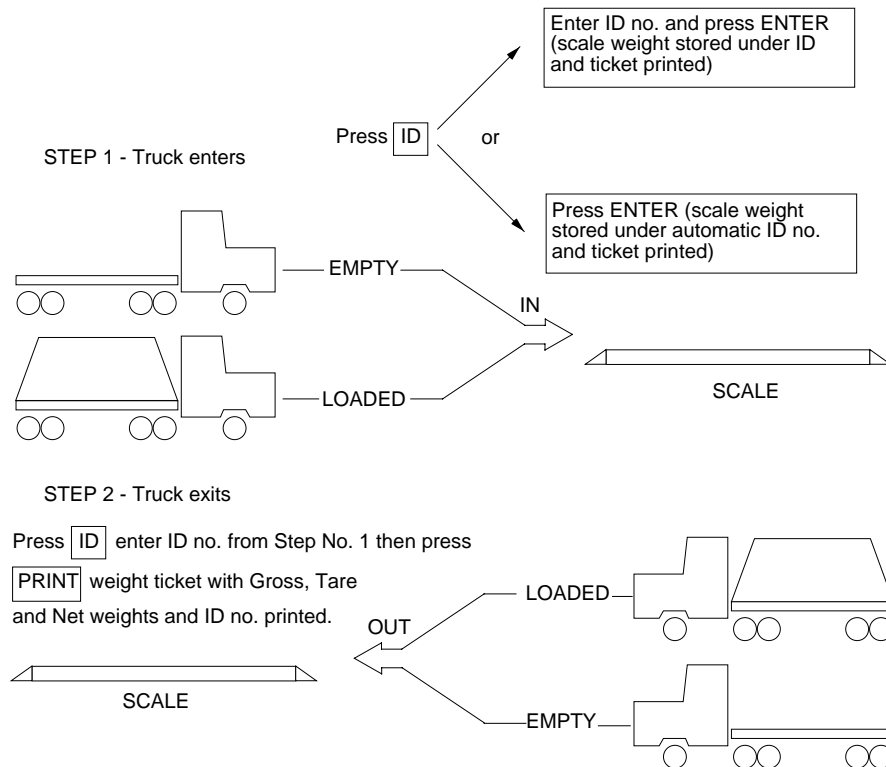 Enter ID no. and press ENTER
(scale weight stored under ID
and ticket printed)
Press ID or
STEP 1 - Truck enters
Press ENTER (scale weight
stored under automatic ID no.
and ticket printed)
EMPTY
IN
LOADED
SCALE
STEP 2 - Truck exits
Press ID enter ID no. from Step No. 1 then press
PRINT weight ticket with Gross, Tare
and Net weights and ID no. printed.
LOADED
OUT
SCALE
EMPTY